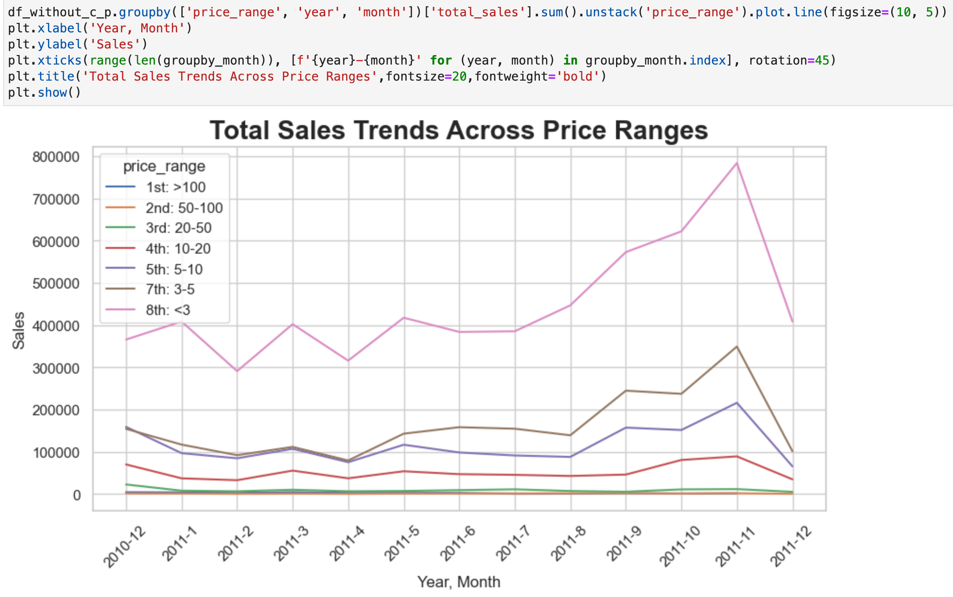 df_without_c_p.groupby(['price_range', 'year', 'month'])['total_sales'].sum().unstack('price_range').plot.line(figsize=(10, 5))
plt.xlabel('Year, Month')
plt.ylabel('Sales')
plt.xticks(range(len(groupby_month)), [f'{year}-{month}' for (year, month) in groupby_month.index], rotation=45)
plt.title('Total Sales Trends Across Price Ranges',fontsize=20,fontweight='bold')
plt.show()
Total Sales Trends Across Price Ranges
800000
700000
600000
500000
400000
300000
200000
100000
0
Sales
price_range
1st: >100
2nd: 50-100
3rd: 20-50
4th: 10-20
5th: 5-10
7th: 3-5
8th: <3
2010-12
2011-1
2011-2
2011-3
2011-4
2011-5
2011-6
2011-7
2011-8
2011-9
2011-10
2011-11
2011-12
Year, Month